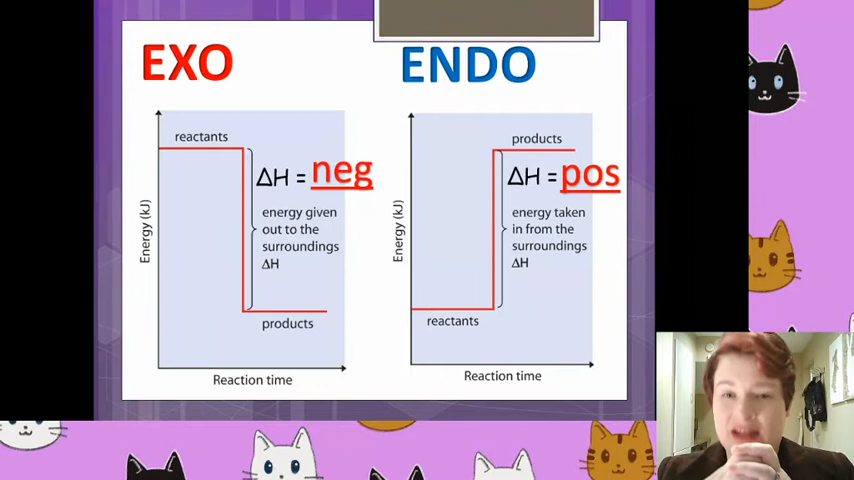 EXO
ENDO
Energy (kJ)
reactants
ΔH = neg
energy given
out to the
surroundings
ΔH
products
Reaction time
Energy (kJ)
products
ΔH = pos
energy taken
in from the
surroundings
ΔH
reactants
Reaction time